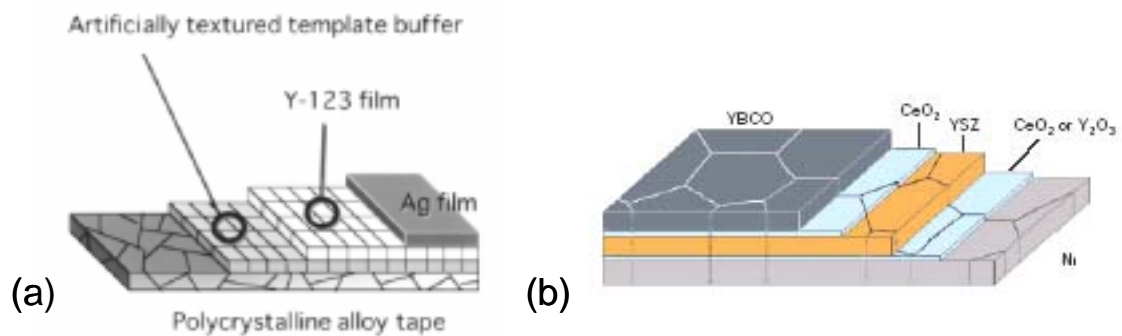 Artificially textured template buffer
Y-123 film
Ag film
(a)
Polycrystalline alloy tape
YBCO
CeO₂
YSZ
CeO₂ or Y₂O₃
Ni
(b)